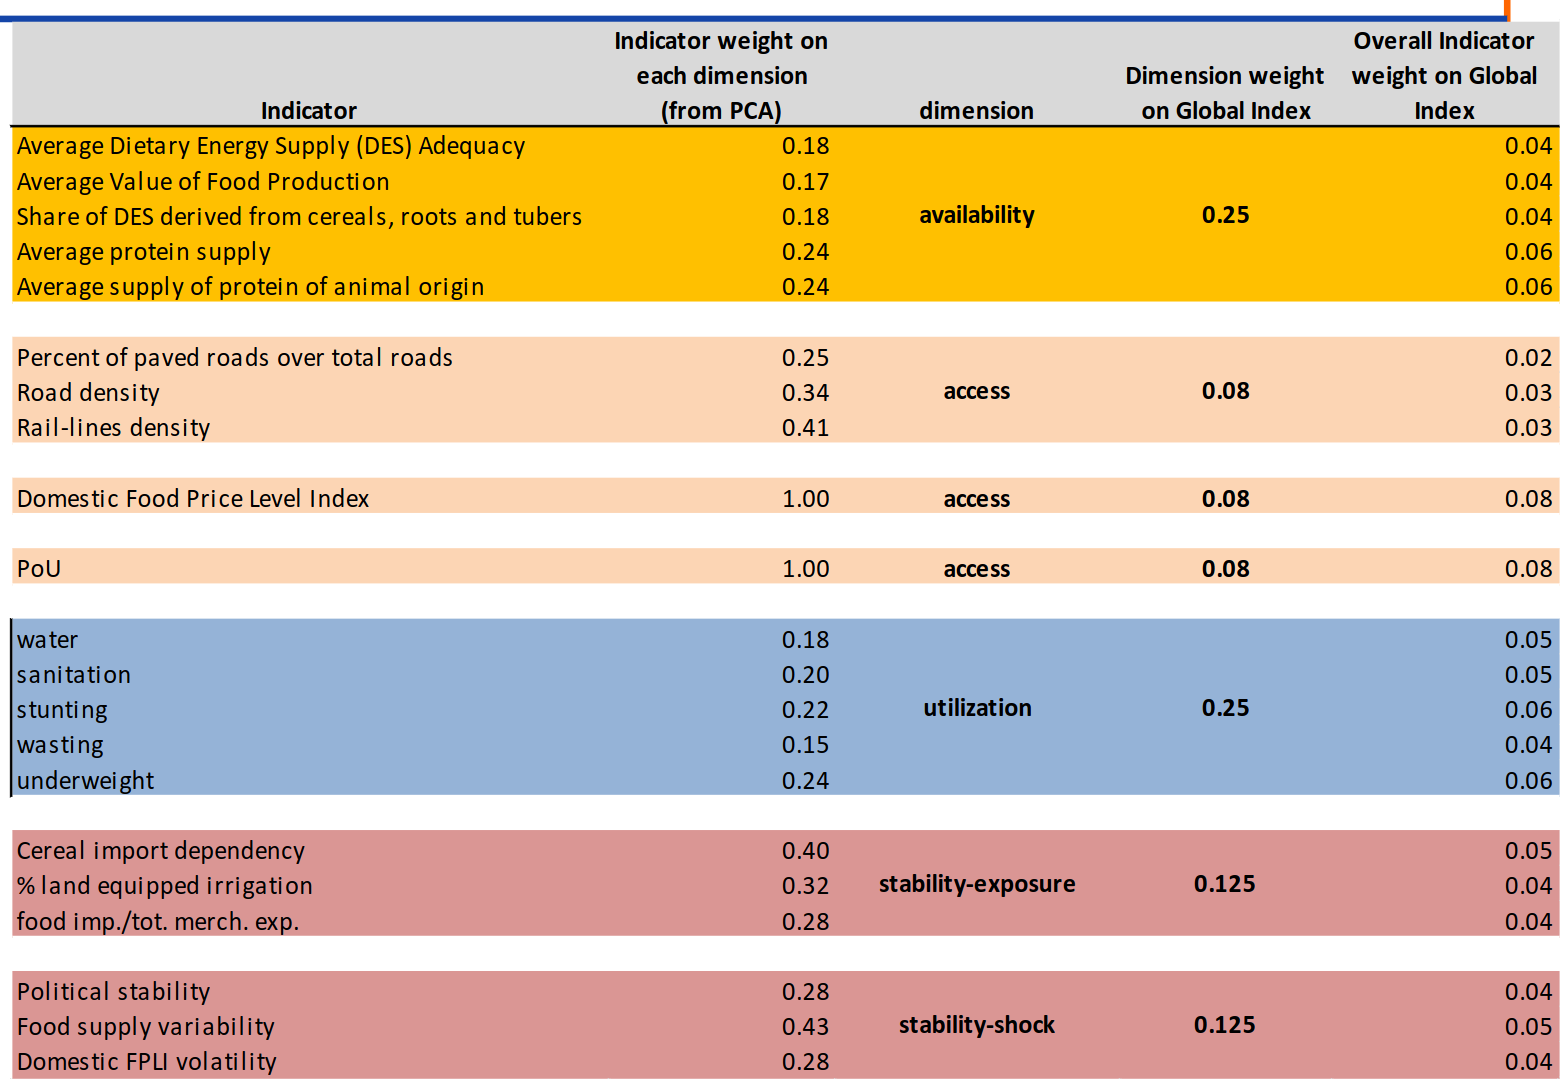 Indicator weight on Overall Indicator
each dimension Dimension weight weight on Global
Indicator (from PCA) dimension on Global Index Index
Average Dietary Energy Supply (DES) Adequacy 0.18 0.04
Average Value of Food Production 0.17 0.04
Share of DES derived from cereals, roots and tubers 0.18 availability 0.25 0.04
Average protein supply 0.24 0.06
Average supply of protein of animal origin 0.24 0.06
Percent of paved roads over total roads 0.25 0.02
Road density 0.34 access 0.08 0.03
Rail-lines density 0.41 0.03
Domestic Food Price Level Index 1.00 access 0.08 0.08
PoU 1.00 access 0.08 0.08
water 0.18 0.05
sanitation 0.20 0.05
stunting 0.22 utilization 0.25 0.06
wasting 0.15 0.04
underweight 0.24 0.06
Cereal import dependency 0.40 0.05
% land equipped irrigation 0.32 stability-exposure 0.125 0.04
food imp./tot. merch. exp. 0.28 0.04
Political stability 0.28 0.04
Food supply variability 0.43 stability-shock 0.125 0.05
Domestic FPLI volatility 0.28 0.04